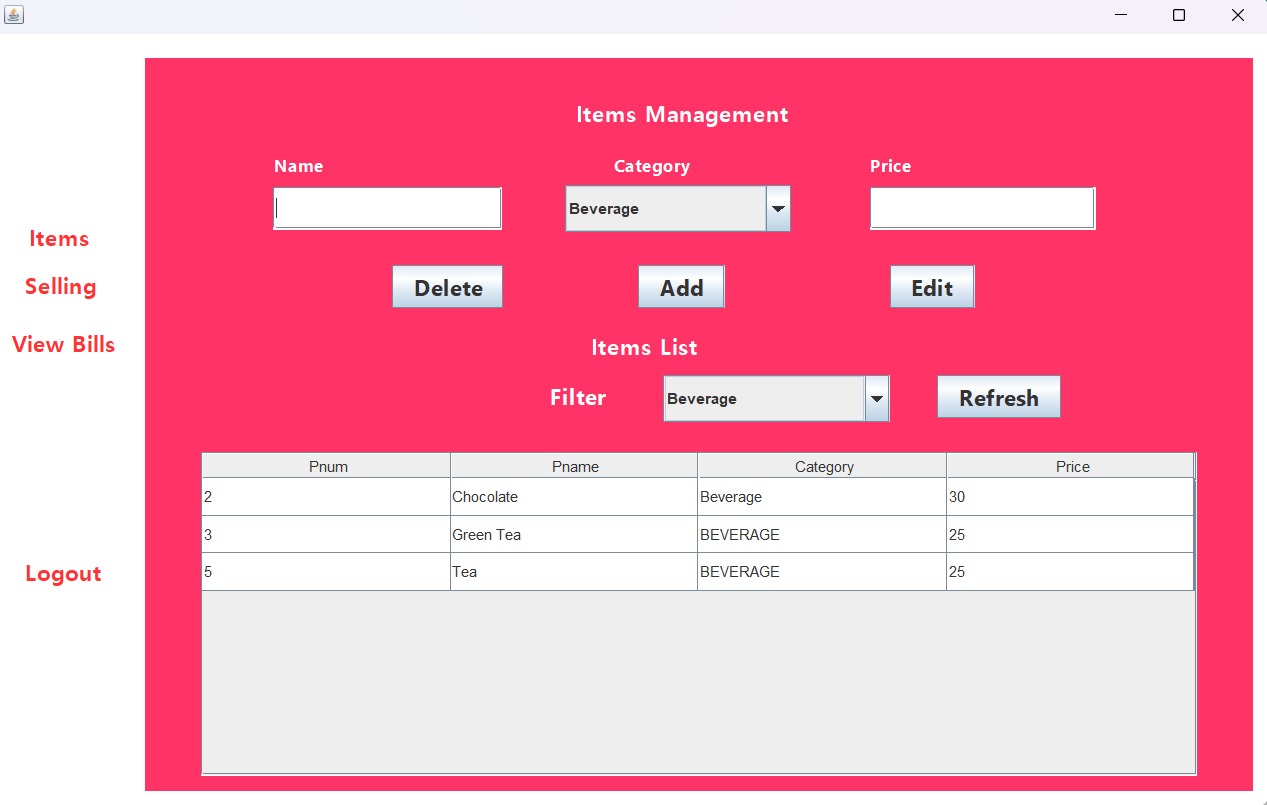 Items Management
Name Category Price
Beverage
Items
Selling
View Bills
Logout
Delete Add Edit
Items List
Filter Beverage Refresh
Pnum Pname Category Price
2 Chocolate Beverage 30
3 Green Tea BEVERAGE 25
5 Tea BEVERAGE 25